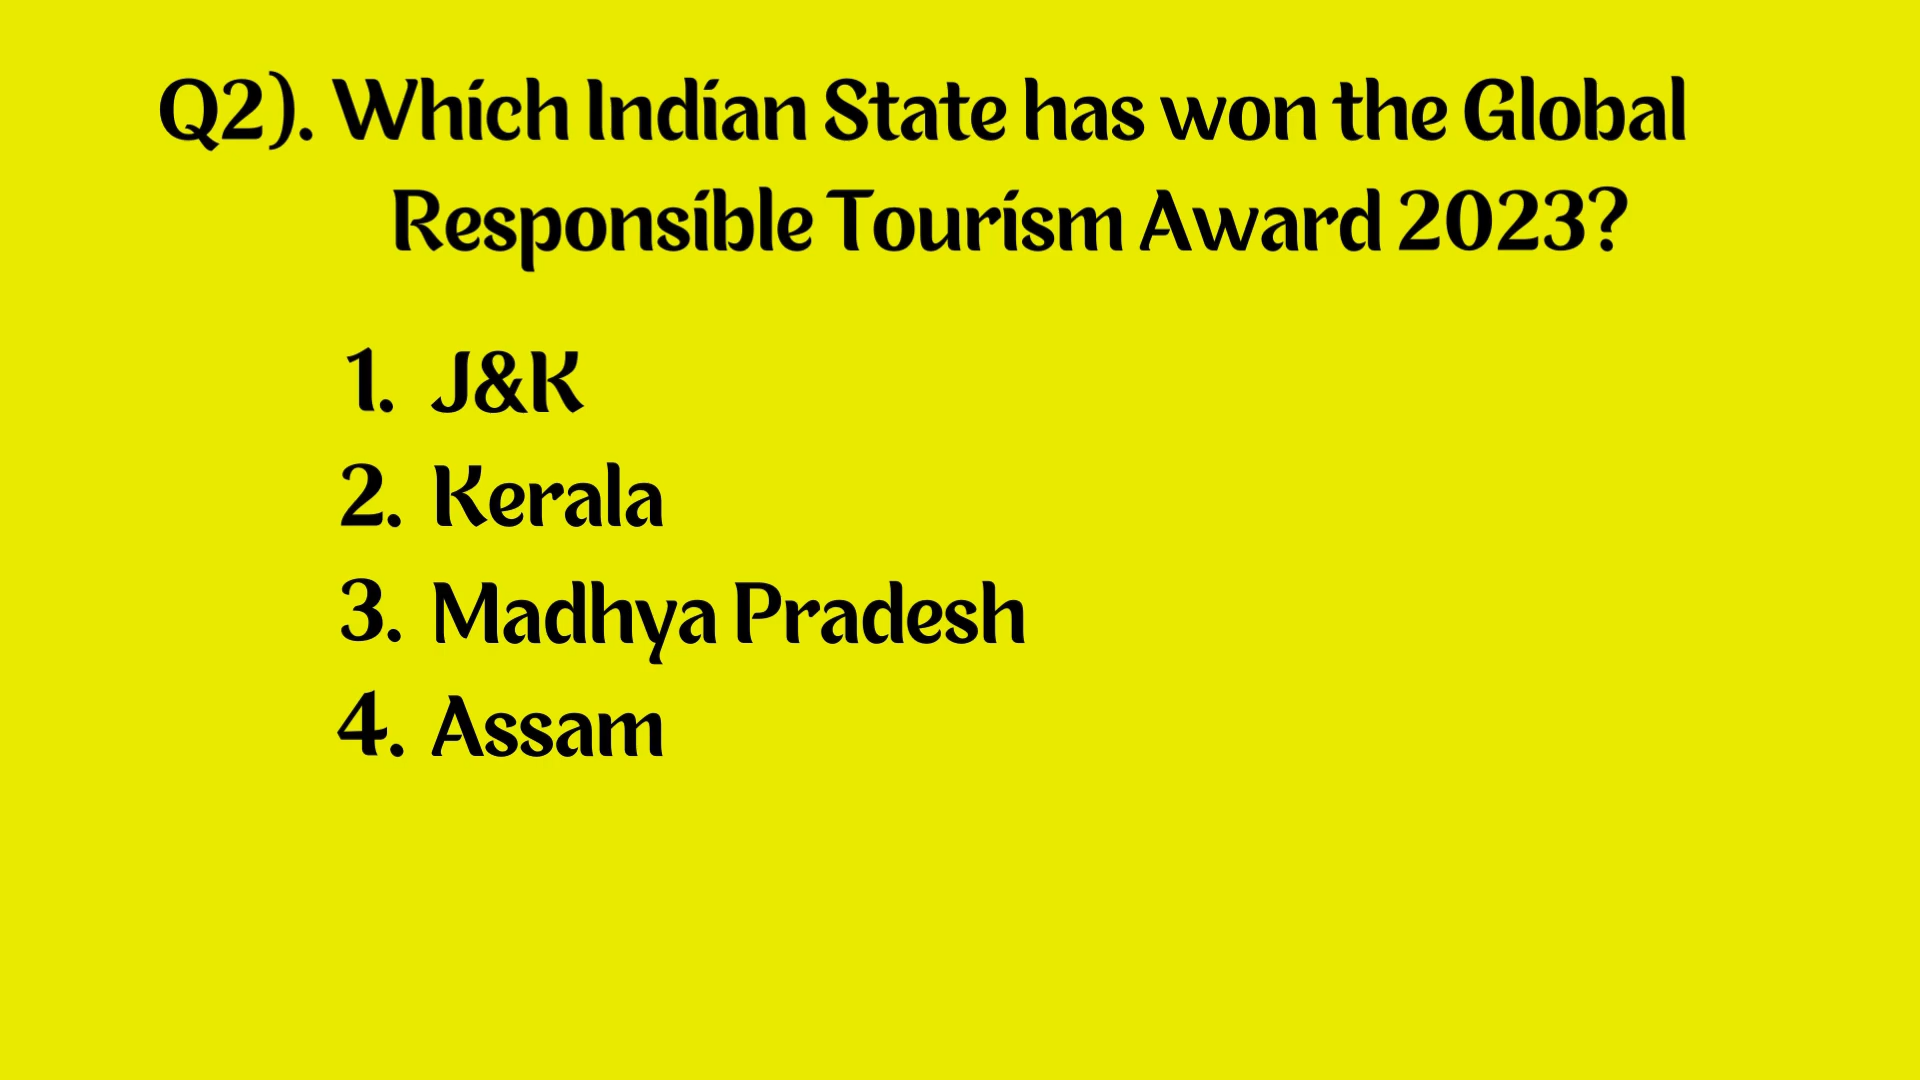 Q2). Which Indian State has won the Global
Responsible Tourism Award 2023?
1. J&K
2. Kerala
3. Madhya Pradesh
4. Assam